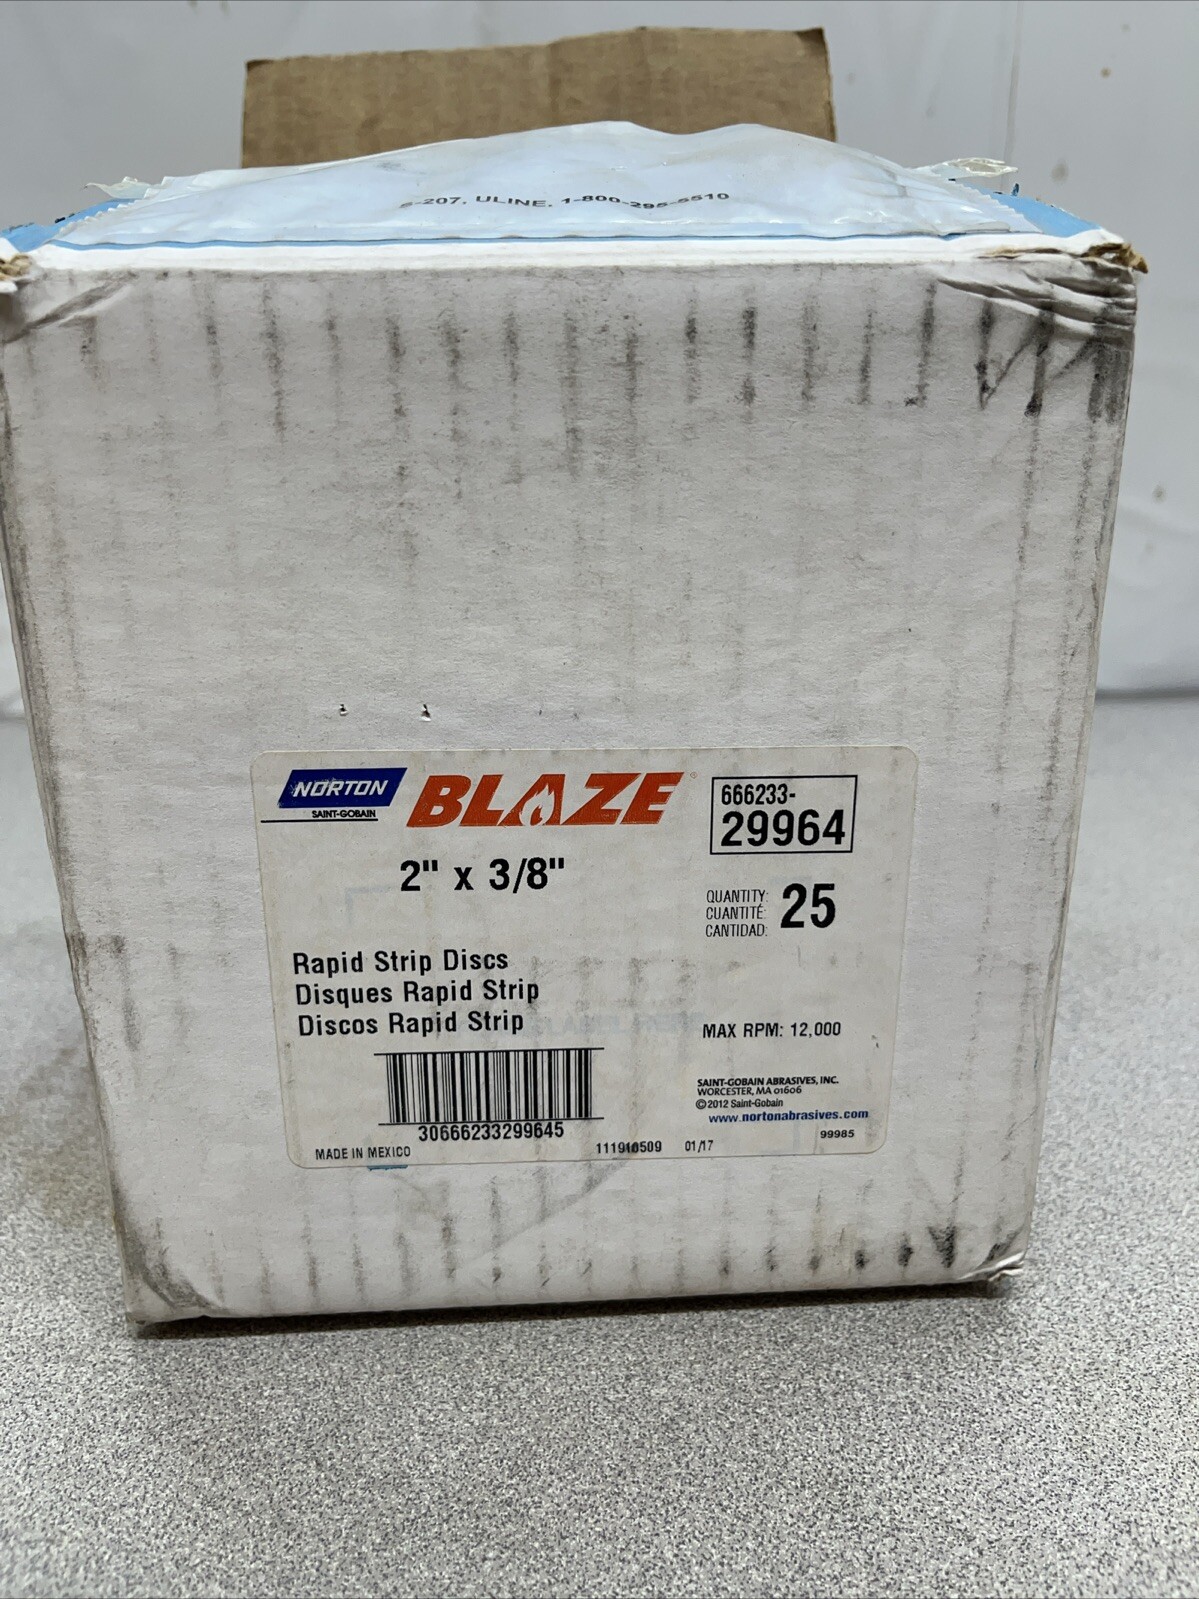 S-207, ULINE, 1-800-295-5510
NORTON
SAINT-GOBAIN
BLAZE®
666233-
29964
2" x 3/8"
QUANTITY:
CUANTITÉ:
CANTIDAD:
25
Rapid Strip Discs
Disques Rapid Strip
Discos Rapid Strip
MAX RPM: 12,000
SAINT-GOBAIN ABRASIVES, INC.
WORCESTER, MA 01606
©2012 Saint-Gobain
www.nortonabrasives.com
99985
30666233299645
MADE IN MEXICO
111910509 01/17